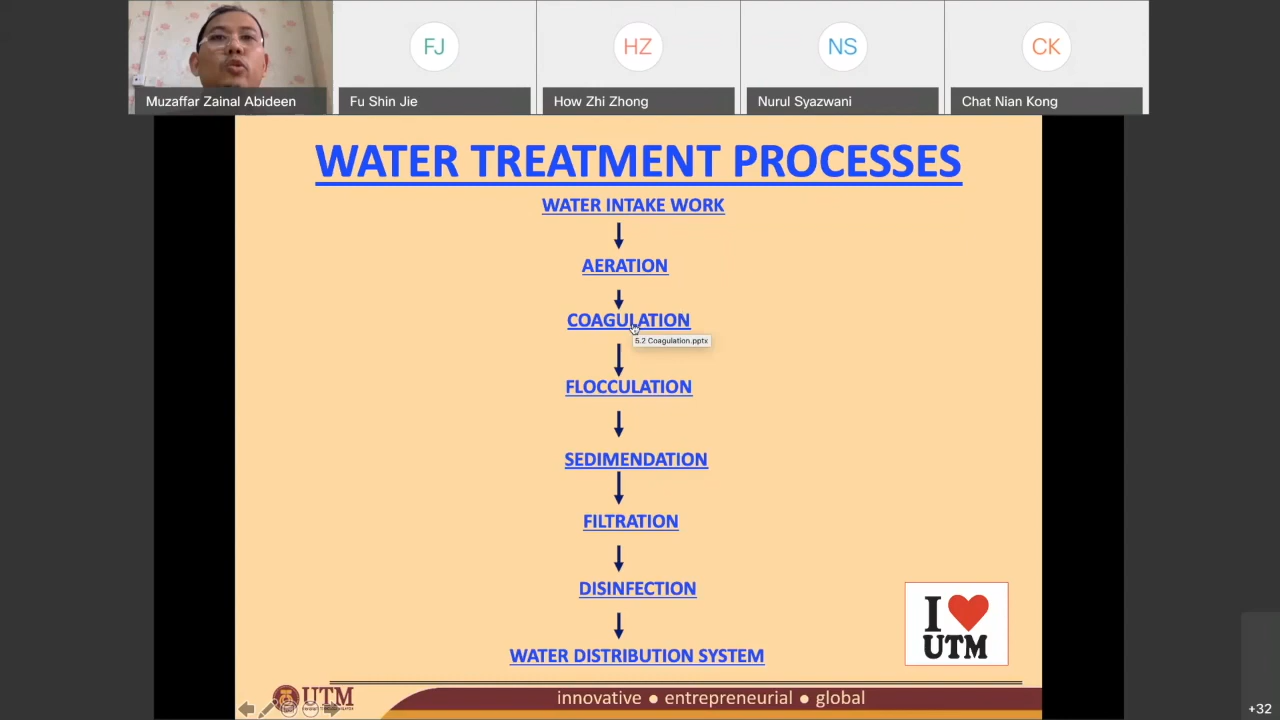 FJ
HZ
NS
CK
Muzaffar Zainal Abideen
Fu Shin Jie
How Zhi Zhong
Nurul Syazwani
Chat Nian Kong
WATER TREATMENT PROCESSES
WATER INTAKE WORK
AERATION
COAGULATION
5.2 Coagulation.pptx
FLOCCULATION
SEDIMENDATION
FILTRATION
DISINFECTION
I
UTM
WATER DISTRIBUTION SYSTEM
UTM
innovative ● entrepreneurial ● global
+32